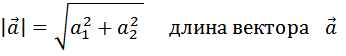 |a⃗| = √(a₁² + a₂²) длина вектора a⃗